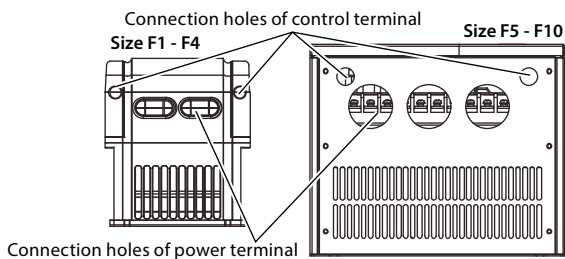 Connection holes of control terminal
Size F1 - F4
Size F5 - F10
Connection holes of power terminal